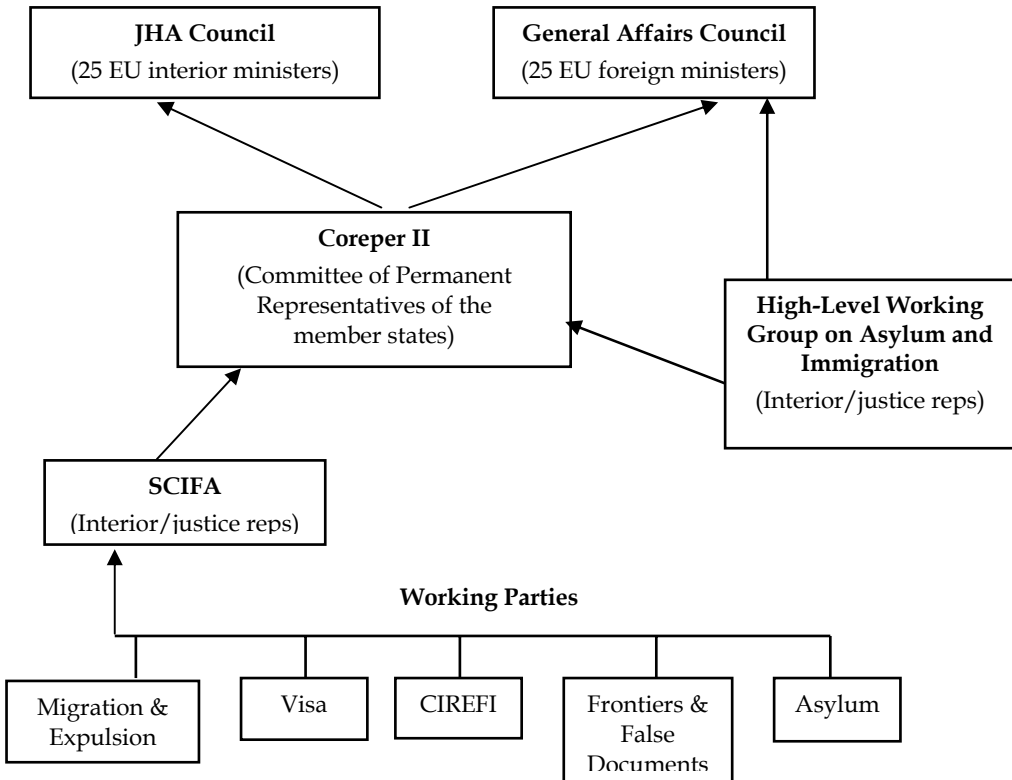 JHA Council
(25 EU interior ministers)
General Affairs Council
(25 EU foreign ministers)
Coreper II
(Committee of Permanent
Representatives of the
member states)
High-Level Working
Group on Asylum and
Immigration
(Interior/justice reps)
SCIFA
(Interior/justice reps)
Working Parties
Migration &
Expulsion
Visa
CIREFI
Frontiers &
False
Documents
Asylum